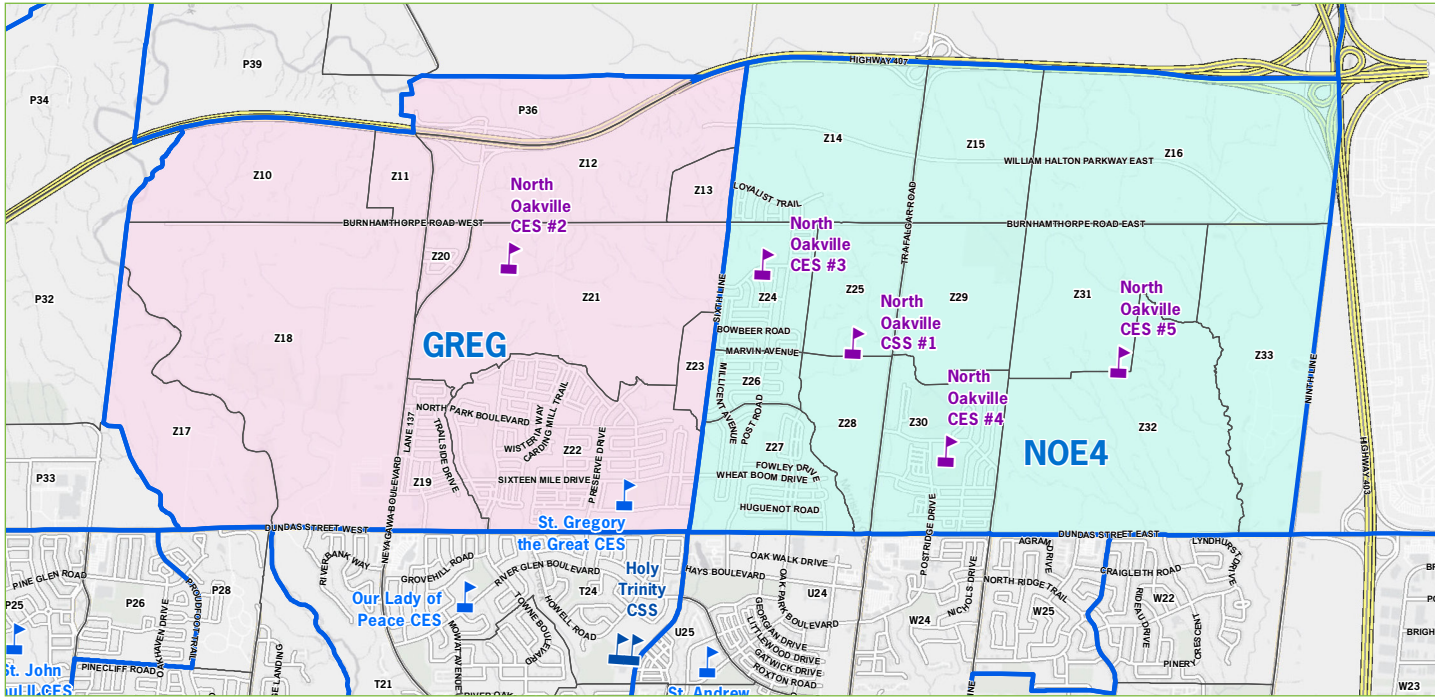 HIGHWAY 407
P39
P34
P36
Z14
Z15
Z16
WILLIAM HALTON PARKWAY EAST
Z10
Z11
Z12
Z13
North
Oakville
CES #2
LOYALIST TRAIL
TRAFALGAR ROAD
BURNHAMTHORPE ROAD WEST
BURNHAMTHORPE ROAD EAST
North
Oakville
CES #3
Z20
Z21
SIXTH LINE
Z24
Z25
Z29
Z31
North
Oakville
CES #5
P32
Z18
GREG
North
Oakville
CSS #1
BOWBEER ROAD
MARVIN AVENUE
Z23
Z33
NINTH LINE
Z26
MILLICENT AVENUE
POST ROAD
North
Oakville
CES #4
NORTH PARK BOULEVARD
WISTERIA WAY
CARDING MILL TRAIL
LANE 137
TRAILSIDE DRIVE
PRESERVE DRIVE
Z17
Z22
Z27
Z28
Z30
Z32
NOE4
HIGHWAY 403
P33
Z19
SIXTEEN MILE DRIVE
FOWLEY DRIVE
WHEAT BOOM DRIVE
HUGUENOT ROAD
NEYAGAWA BOULEVARD
POSTRIDGE DRIVE
St. Gregory
the Great CES
DUNDAS STREET WEST
DUNDAS STREET EAST
RIVERBANK WAY
GROVEHILL ROAD
RIVER GLEN BOULEVARD
Holy
Trinity
CSS
HAYS BOULEVARD
OAK WALK DRIVE
OAK PARK BOULEVARD
AGRAM DRIVE
LYNDHURST DRIVE
CRAIGLEITH ROAD
NORTH RIDGE TRAIL
NICHOLS DRIVE
RIDEAU DRIVE
PINE GLEN ROAD
P25
P26
P28
PROUDFOOT TRAIL
OAKHAVEN DRIVE
Our Lady of
Peace CES
TOWNE BOULEVARD
HOWELL ROAD
T24
U24
U25
W24
W25
W22
GEORGIAN DRIVE
LITTLEWOOD DRIVE
GATWICK DRIVE
ROXTON ROAD
MOWAT AVENUE
CRESCENT
PINERY
PINECLIFF ROAD
St. John
T21
RIVER OAK
St. Andrew
W23